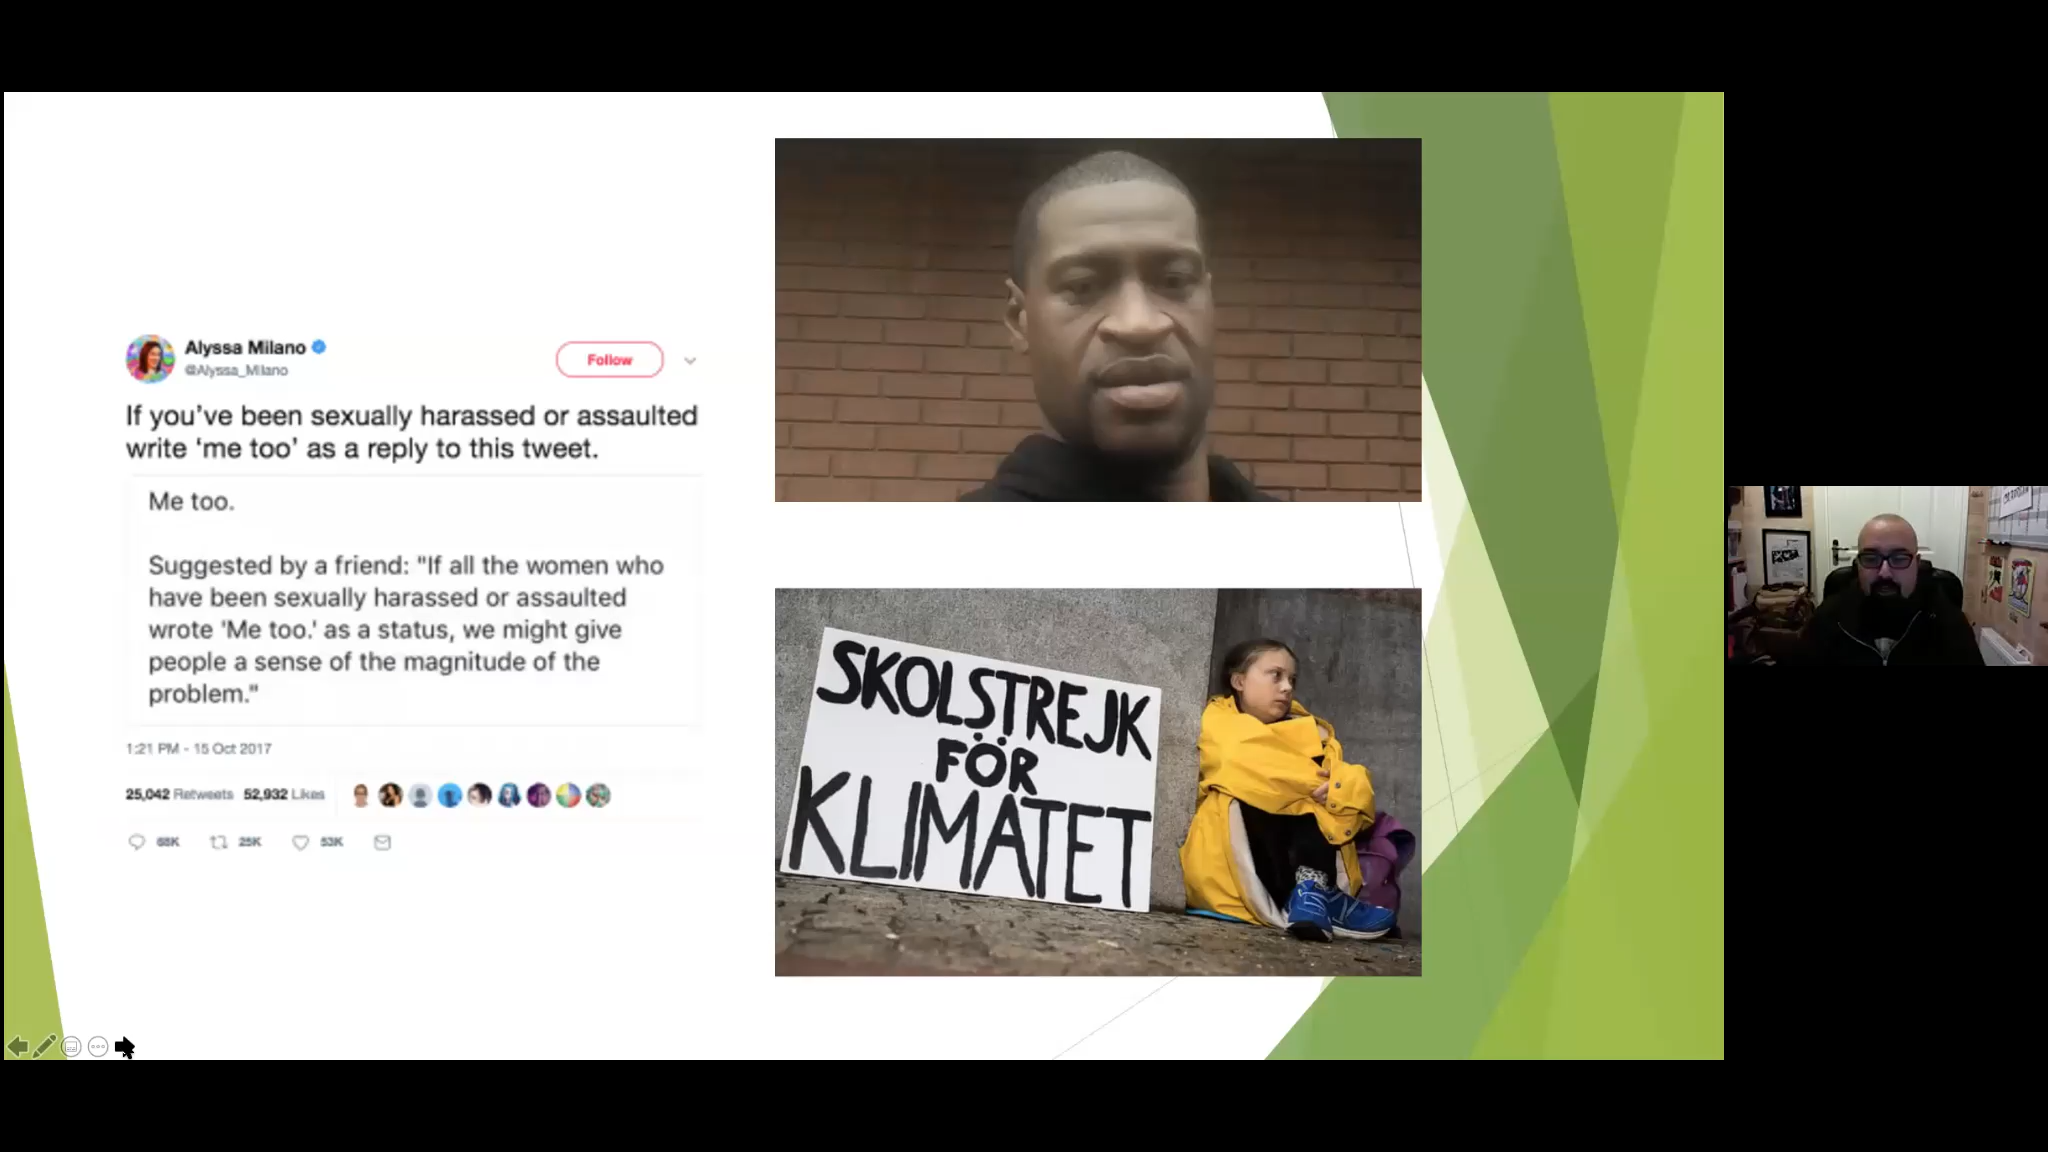 Alyssa Milano
@Alyssa_Milano
Follow
If you've been sexually harassed or assaulted
write 'me too' as a reply to this tweet.
Me too.
Suggested by a friend: "If all the women who
have been sexually harassed or assaulted
wrote 'Me too.' as a status, we might give
people a sense of the magnitude of the
problem."
1:21 PM - 15 Oct 2017
25,042 Retweets 52,932 Likes
25K 53K
SKOLSTREJK
FÖR
KLIMATET